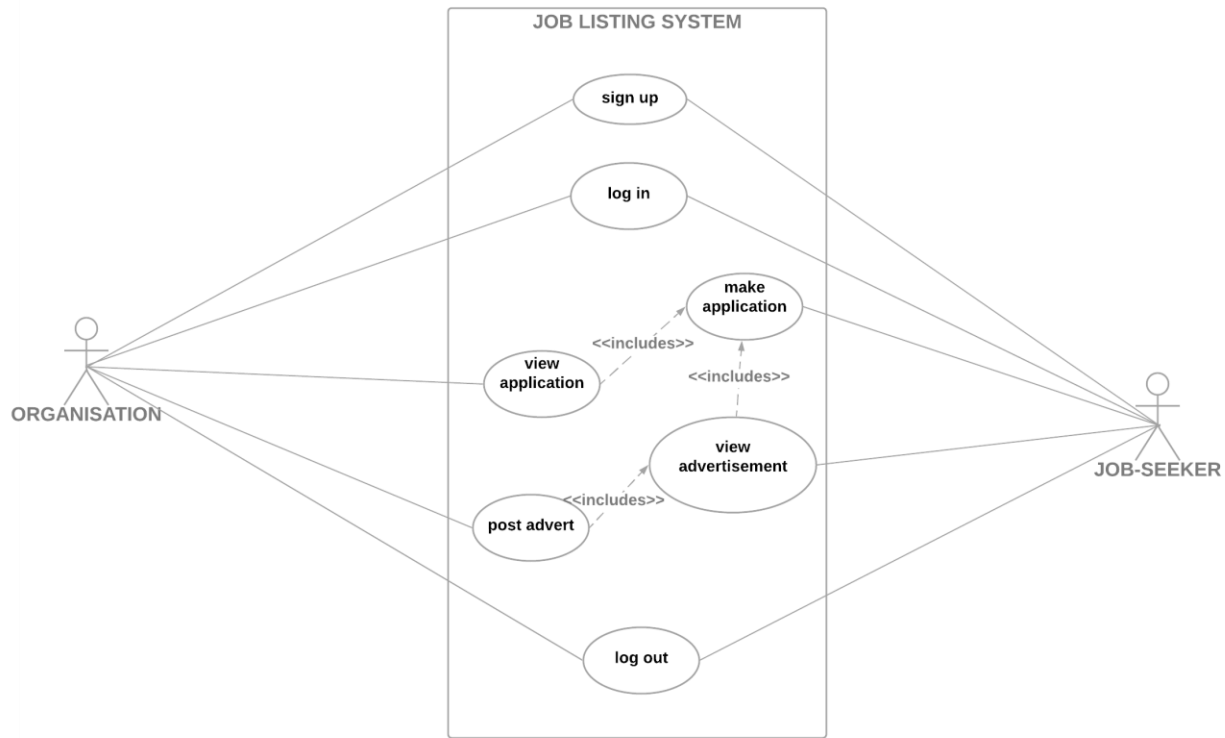 JOB LISTING SYSTEM
sign up
log in
make
application
<<includes>>
view
application
<<includes>>
ORGANISATION
view
advertisement
JOB-SEEKER
<<includes>>
post advert
log out